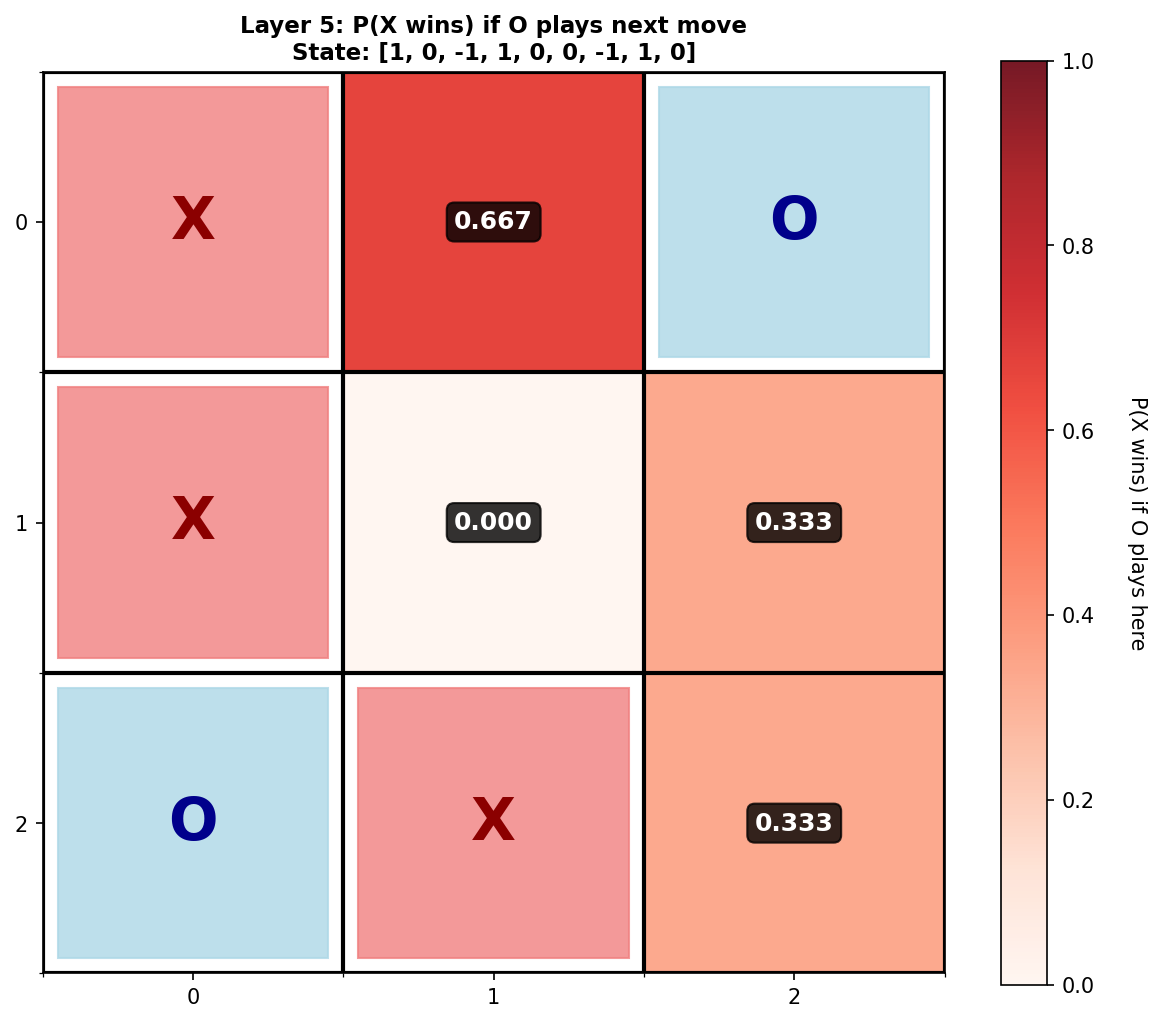 Layer 5: P(X wins) if O plays next move
State: [1, 0, -1, 1, 0, 0, -1, 1, 0]
X
0.667
O
X
0.000
0.333
O
X
0.333
0
1
2
0
1
2
1.0
0.8
0.6
0.4
0.2
0.0
P(X wins) if O plays here